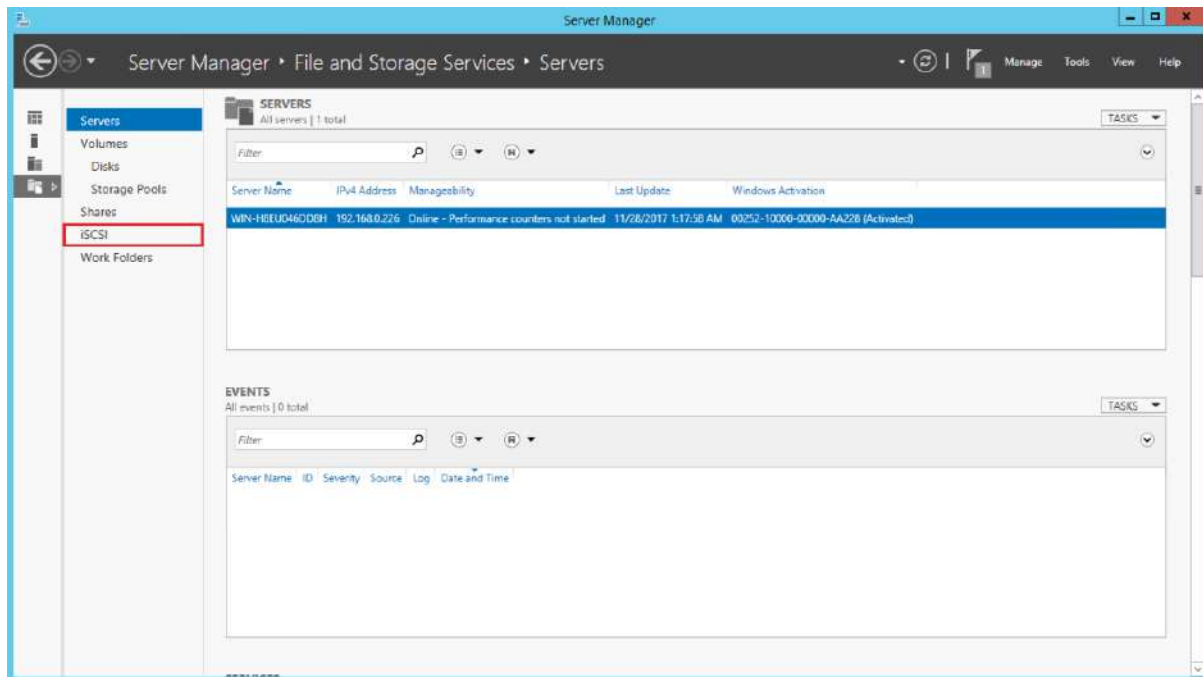 Server Manager
Server Manager ‣ File and Storage Services ‣ Servers
1
Manage Tools View Help
Servers
Volumes
Disks
Storage Pools
Shares
iSCSI
Work Folders
SERVERS
All servers | 1 total
TASKS
Filter
Server Name IPv4 Address Manageability Last Update Windows Activation
192.168.0.226 Online - Performance counters not started 11/28/2017 1:17:58 AM 00252-10000-00000-AA228 (Activated)
EVENTS
All events | 0 total
TASKS
Filter
Server Name ID Severity Source Log Date and Time